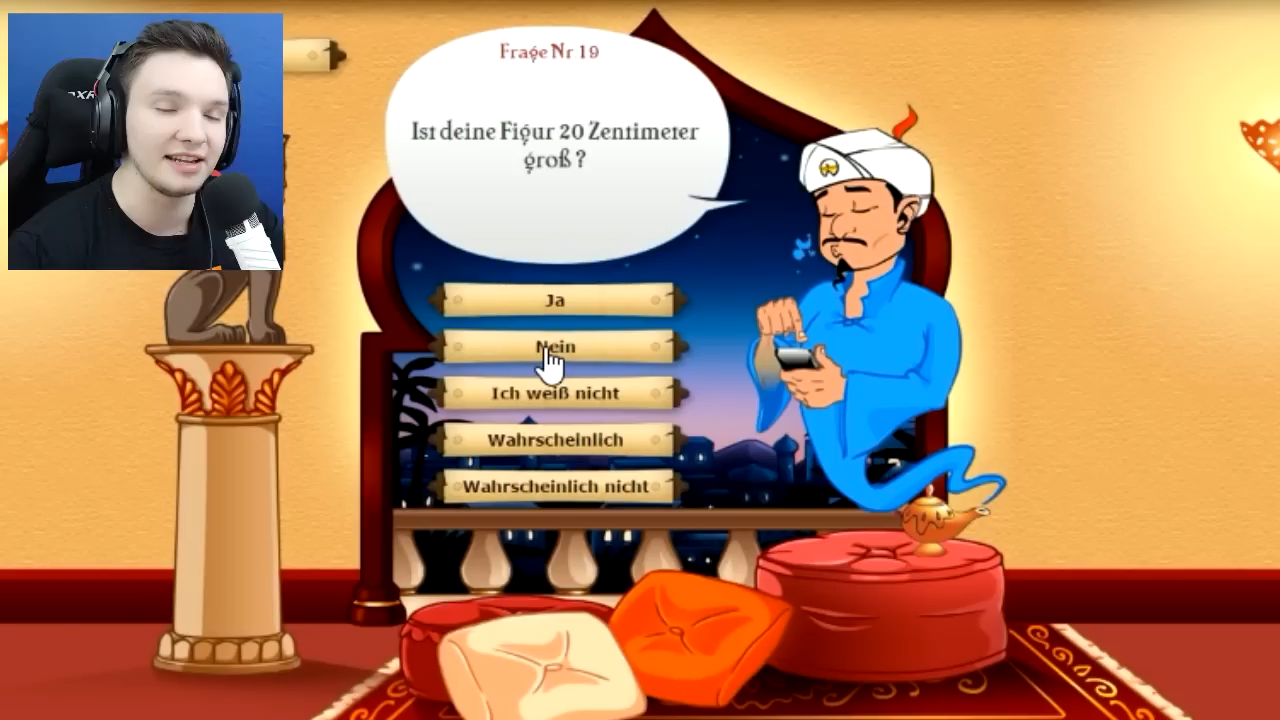 Frage Nr 19
Ist deine Figur 20 Zentimeter
groß ?
Ja
Nein
Ich weiß nicht
Wahrscheinlich
Wahrscheinlich nicht